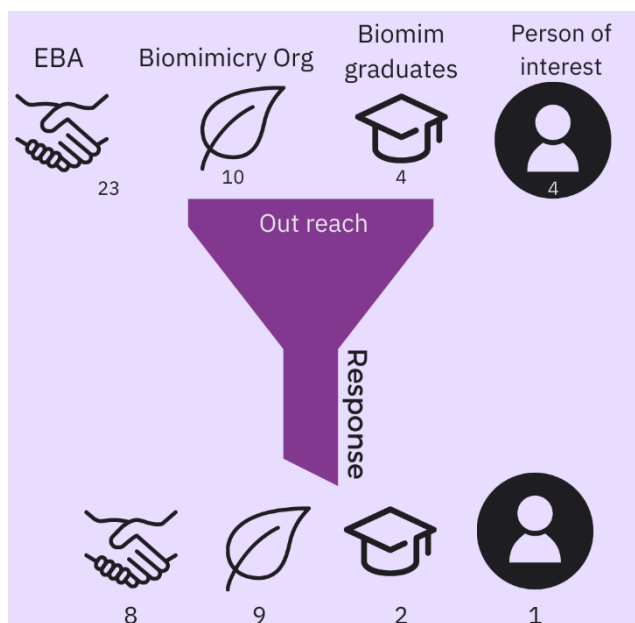 EBA
Biomimicry Org
Biomim
graduates
Person of
interest
23
10
4
4
Out reach
Response
8
9
2
1